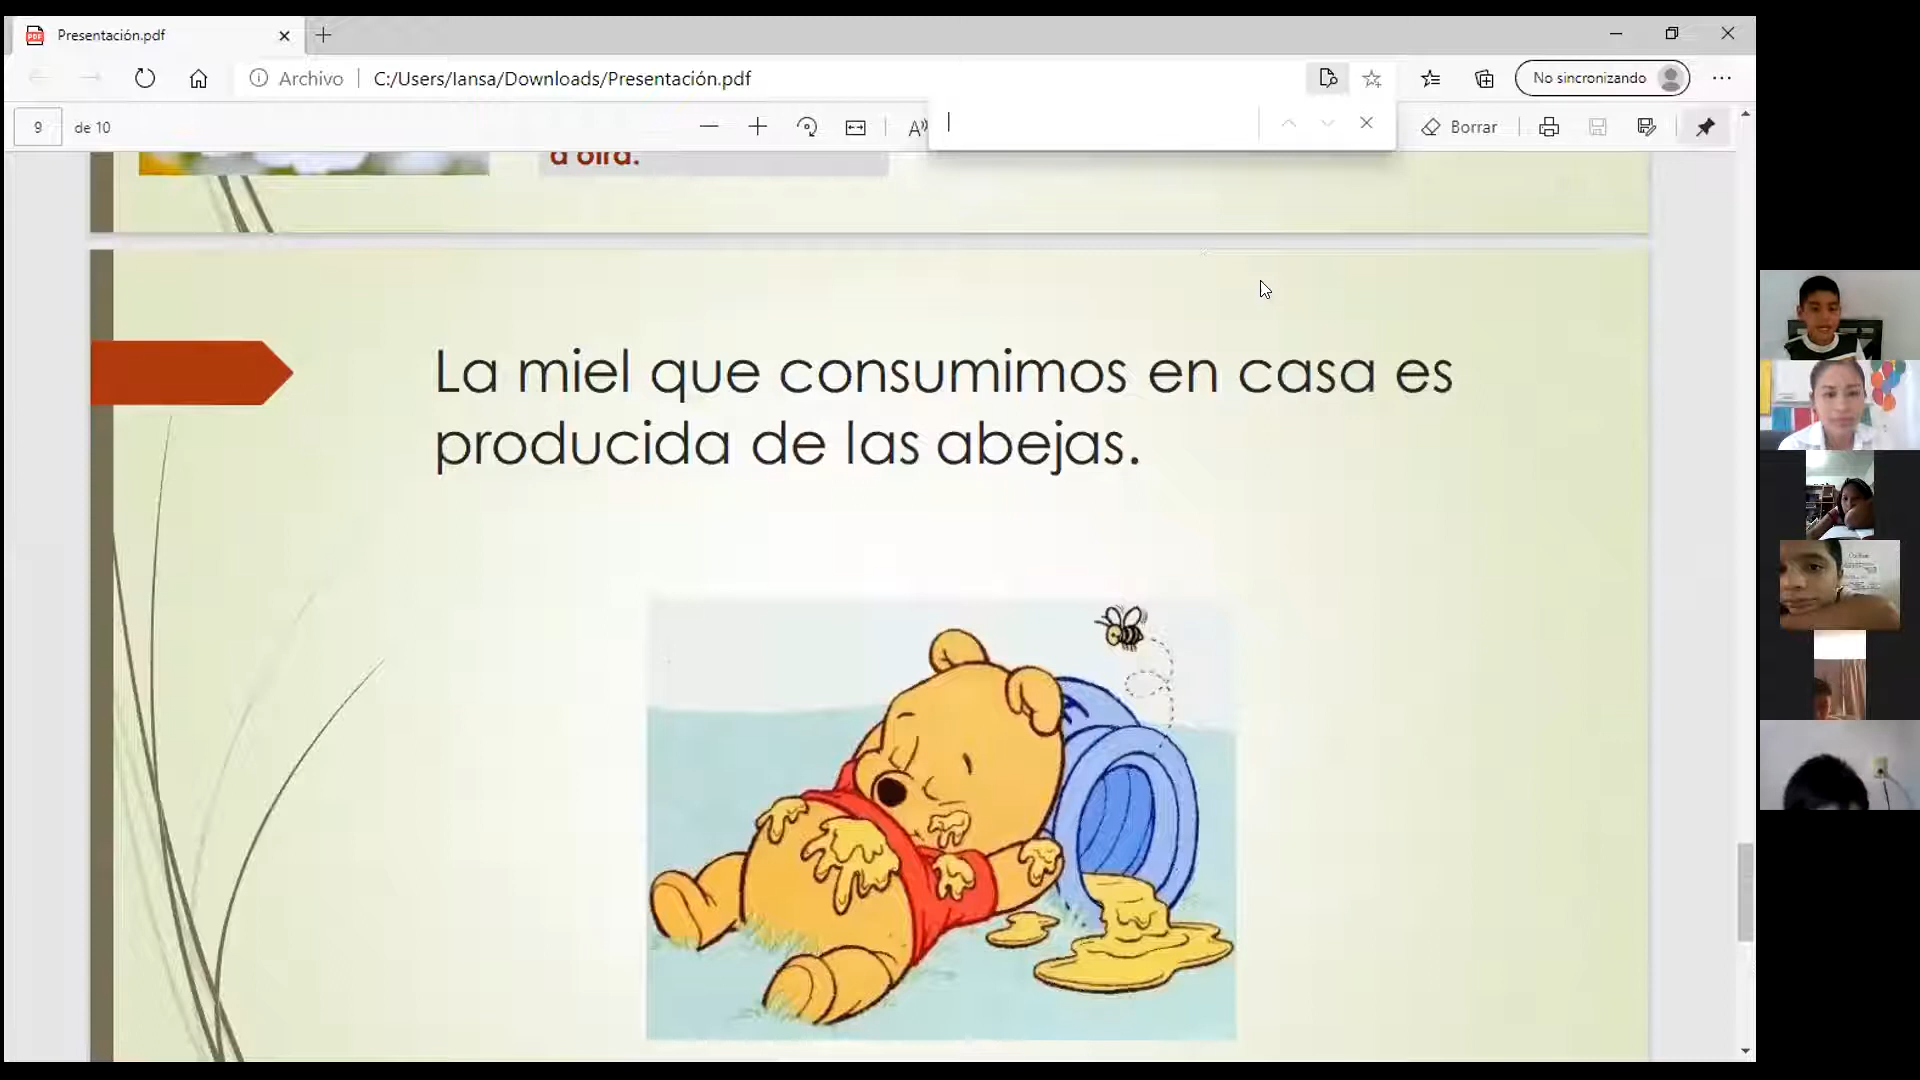 Presentación.pdf
Archivo
C:/Users/Iansa/Downloads/Presentación.pdf
No sincronizando
9
de 10
Borrar
a otra.
La miel que consumimos en casa es
producida de las abejas.